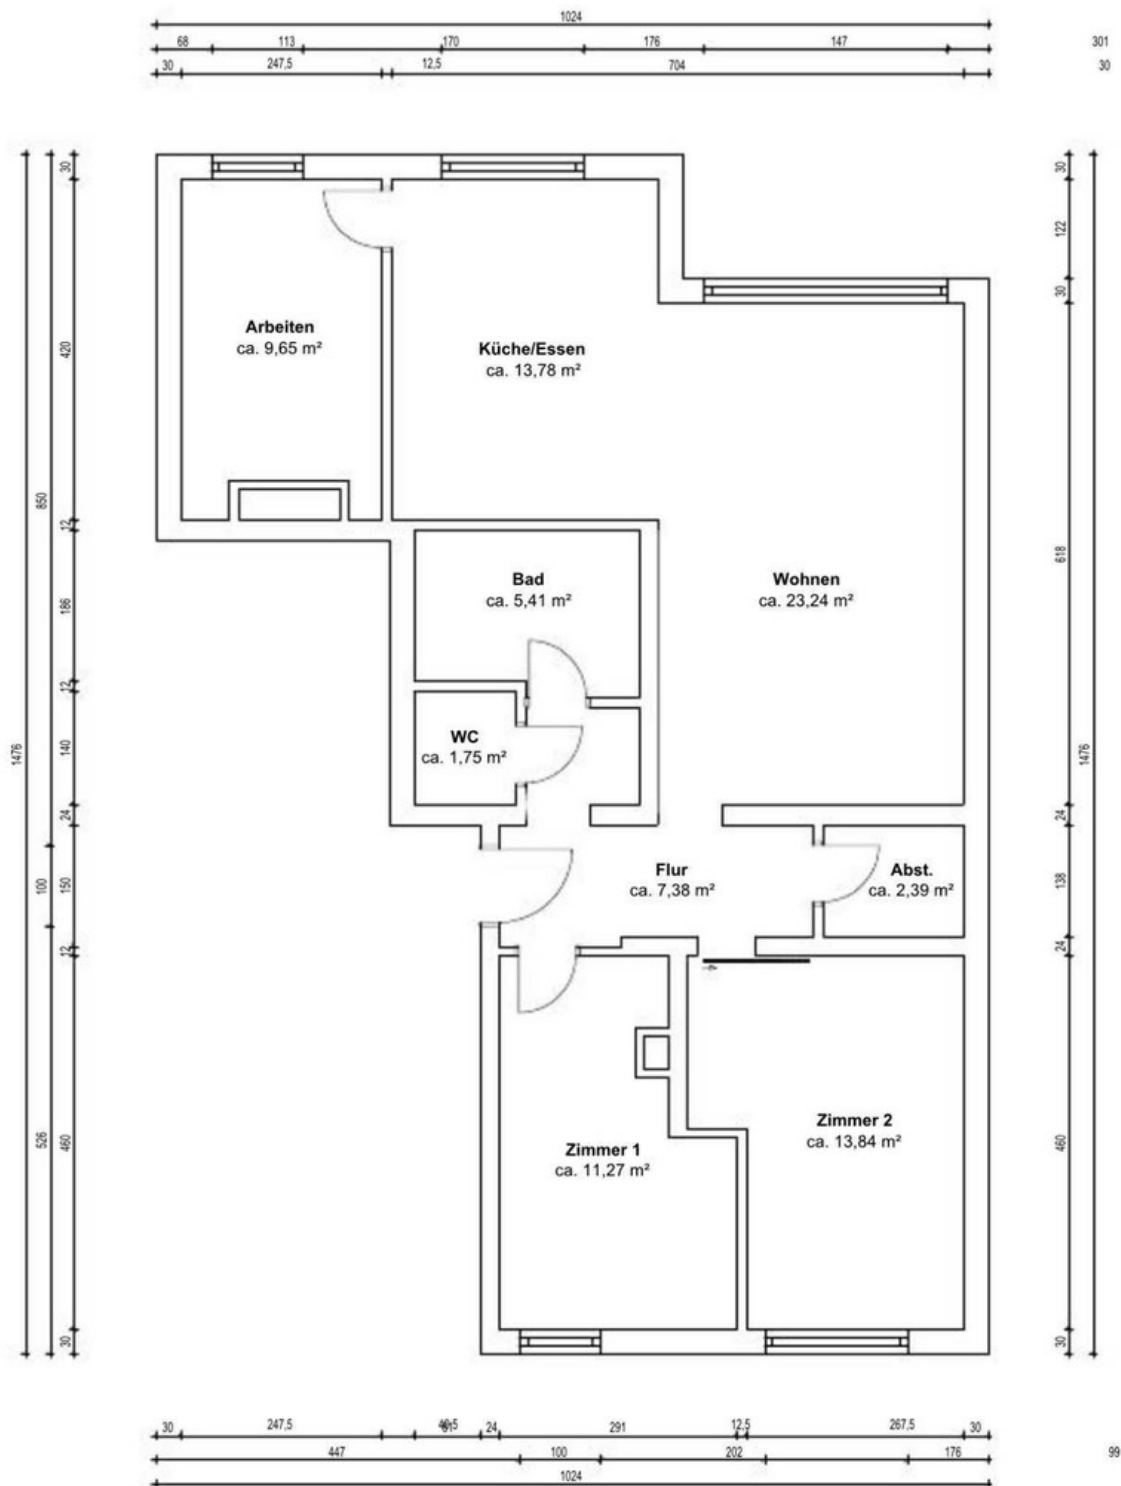 1024
68 113 170 176 147 301
30 247,5 12,5 704 30
30
122
30
618
24
138
24
460
30
1476
30
420
12
186
12
140
24
150
12
460
30
850
100
526
1476
Arbeiten
ca. 9,65 m²
Küche/Essen
ca. 13,78 m²
Bad
ca. 5,41 m²
Wohnen
ca. 23,24 m²
WC
ca. 1,75 m²
Flur
ca. 7,38 m²
Abst.
ca. 2,39 m²
Zimmer 1
ca. 11,27 m²
Zimmer 2
ca. 13,84 m²
30 247,5 24 291 12,5 267,5 30
447 100 202 176 99
1024